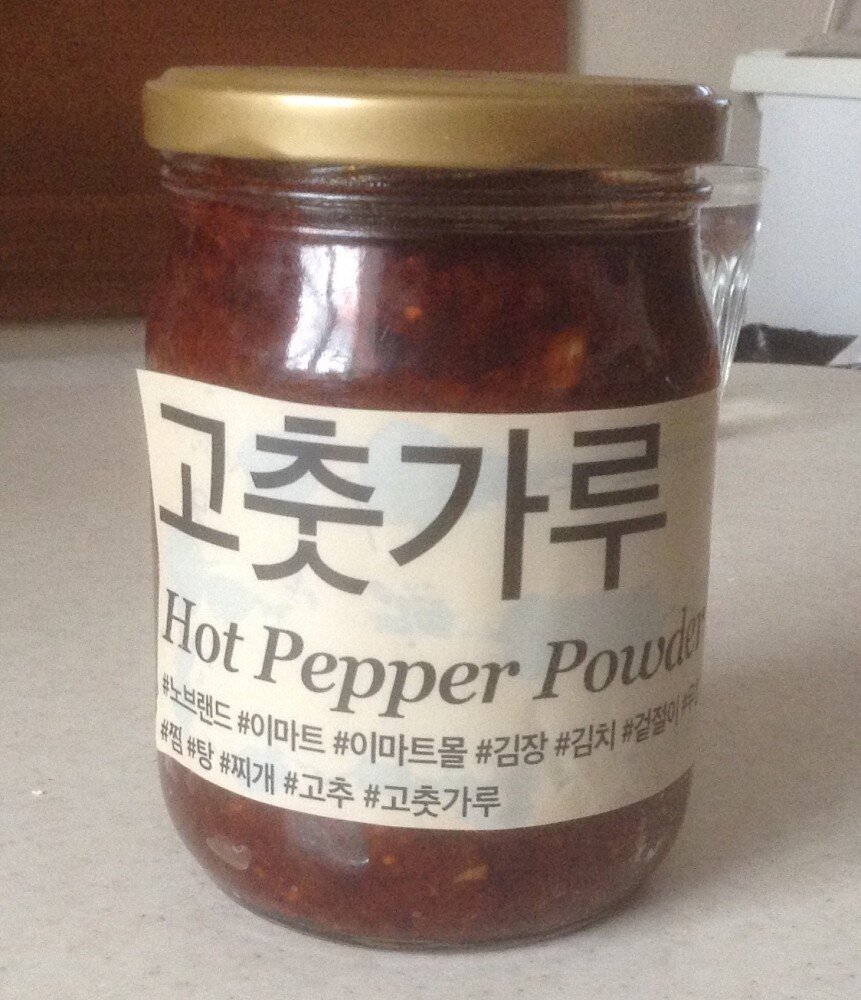 고춧가루
Hot Pepper Powder
#노브랜드 #이마트 #이마트몰 #김장 #김치 #겉절이
#찜 #탕 #찌개 #고추 #고춧가루